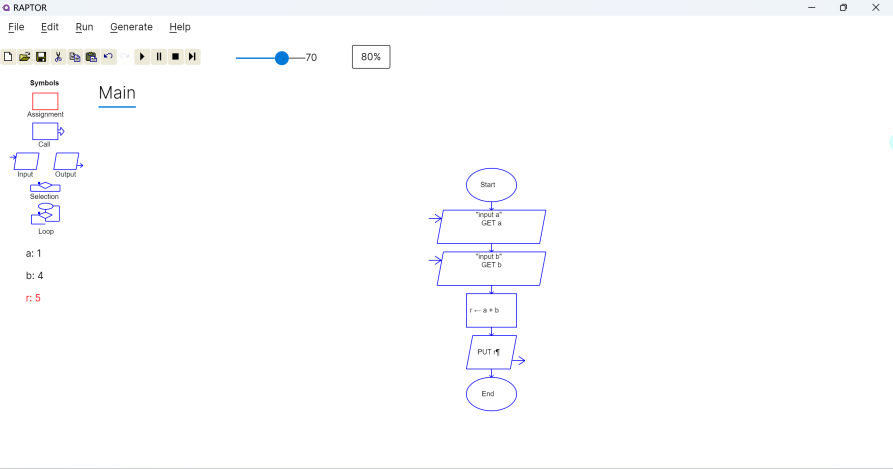 RAPTOR
File Edit Run Generate Help
70
80%
Symbols
Assignment
Call
Input Output
Selection
Loop
a: 1
b: 4
r: 5
Main
Start
"input a"
GET a
"input b"
GET b
r ← a + b
PUT r¶
End